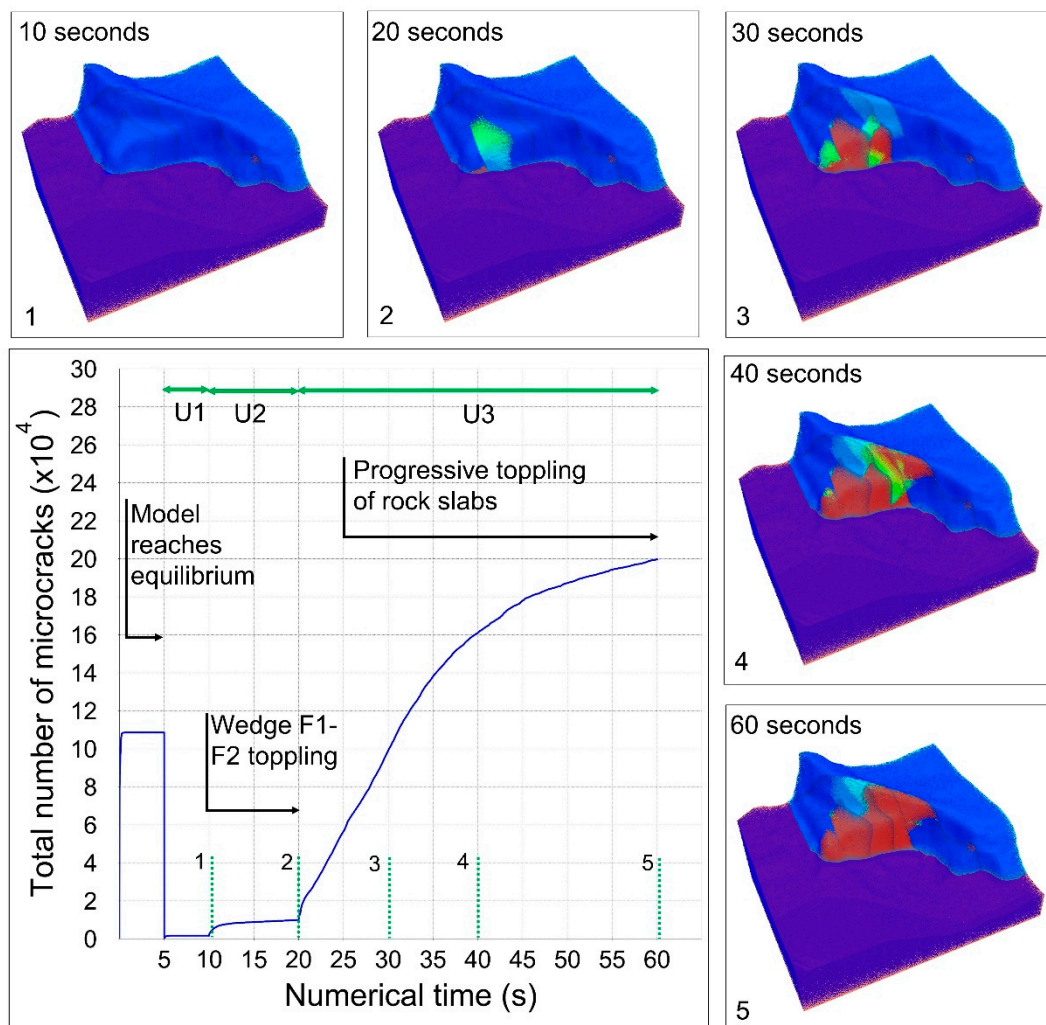 10 seconds
1
20 seconds
2
30 seconds
3
Total number of microcracks (x10⁴)
30
28
26
24
22
20
18
16
14
12
10
8
6
4
2
0
U1
U2
U3
Model
reaches
equilibrium
Progressive toppling
of rock slabs
Wedge F1-
F2 toppling
1
2
3
4
5
5
10
15
20
25
30
35
40
45
50
55
60
Numerical time (s)
40 seconds
4
60 seconds
5